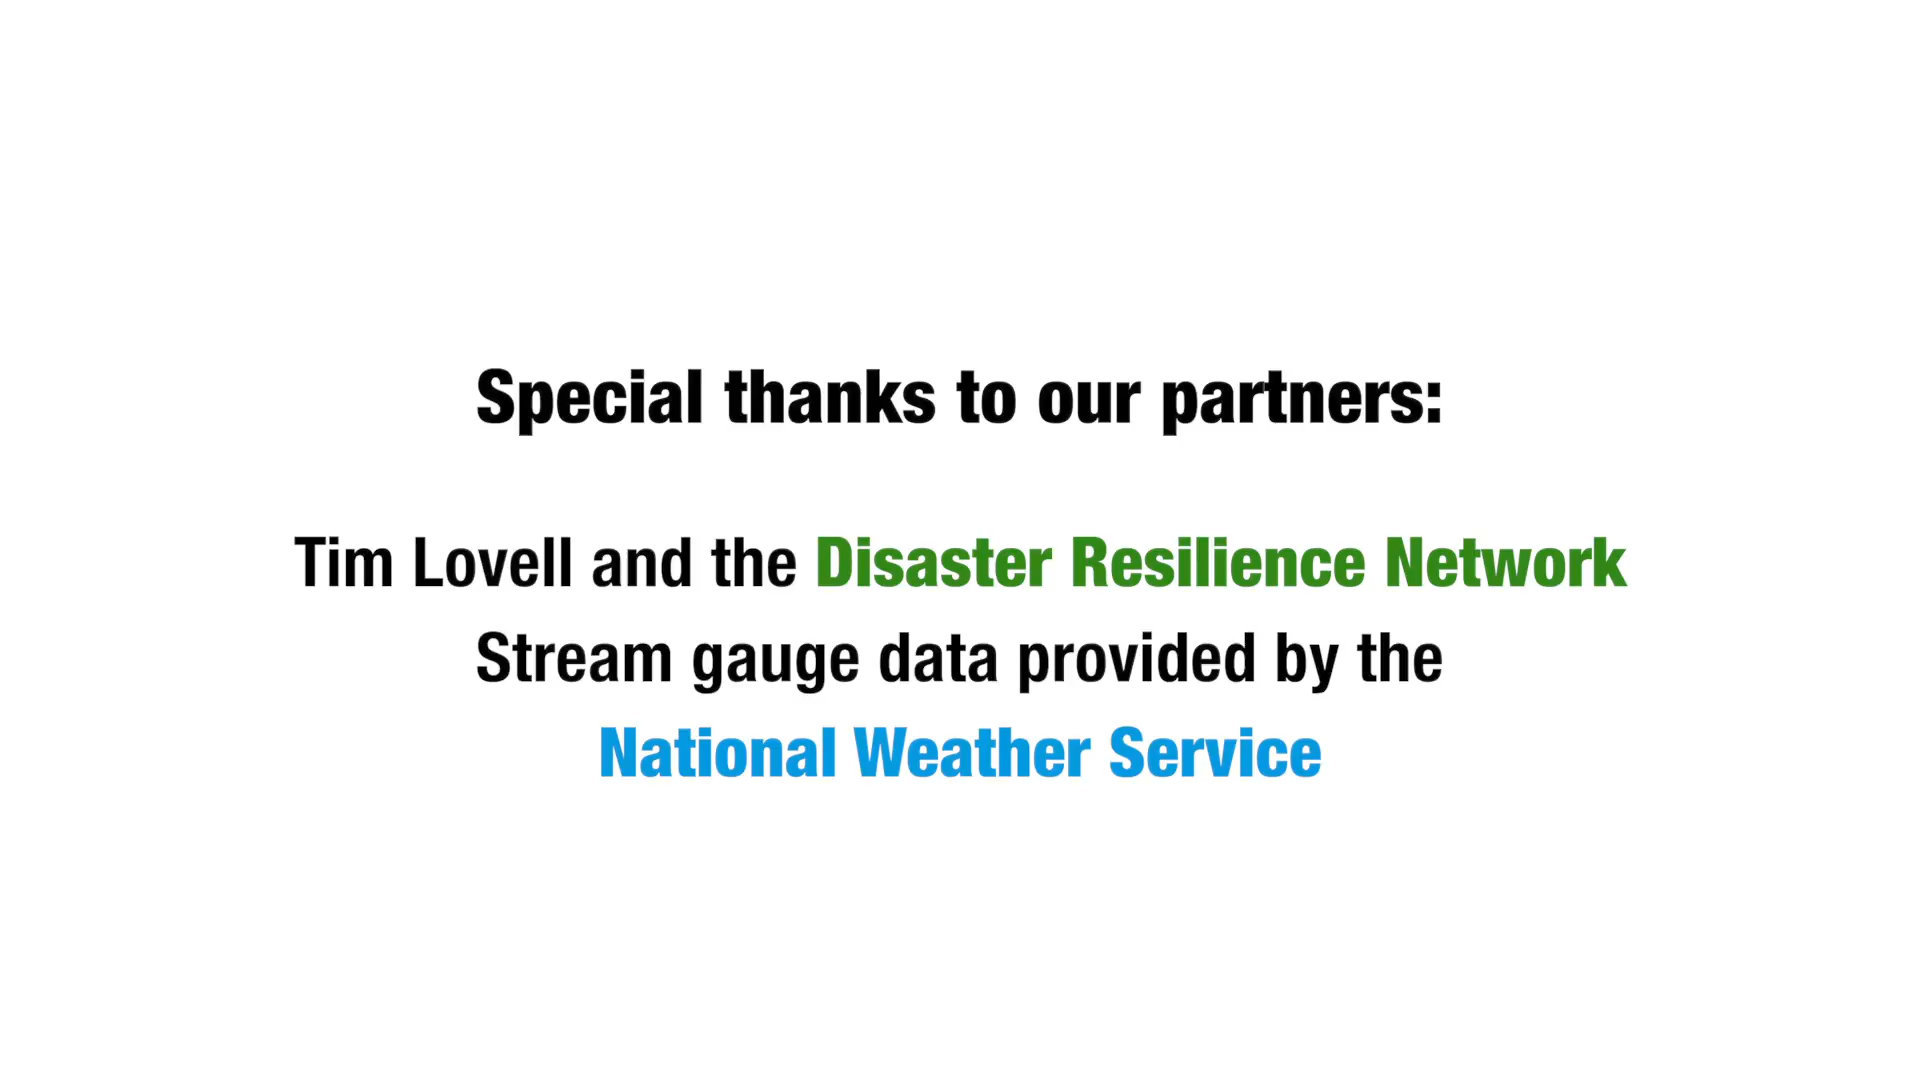 Special thanks to our partners:
Tim Lovell and the Disaster Resilience Network
Stream gauge data provided by the
National Weather Service